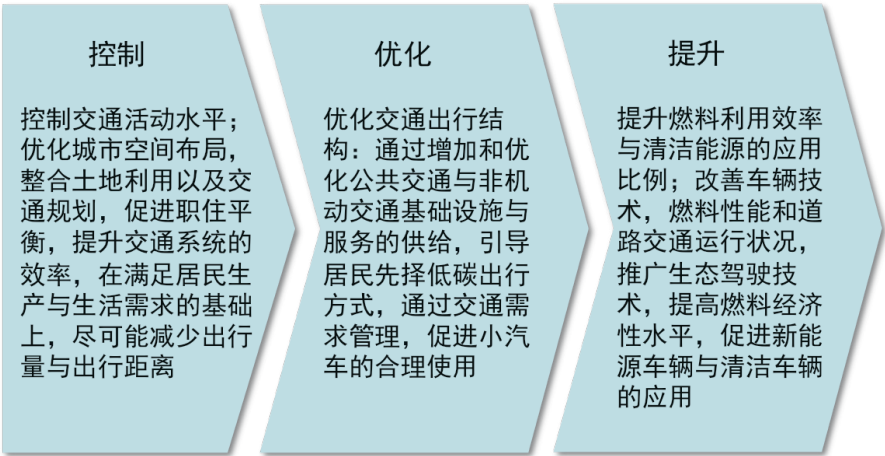 控制
控制交通活动水平；
优化城市空间布局，
整合土地利用以及交
通规划，促进职住平
衡，提升交通系统的
效率，在满足居民生
产与生活需求的基础
上，尽可能减少出行
量与出行距离
优化
优化交通出行结
构：通过增加和优
化公共交通与非机
动交通基础设施与
服务的供给，引导
居民先择低碳出行
方式，通过交通需
求管理，促进小汽
车的合理使用
提升
提升燃料利用效率
与清洁能源的应用
比例；改善车辆技
术，燃料性能和道
路交通运行状况，
推广生态驾驶技
术，提高燃料经济
性水平，促进新能
源车辆与清洁车辆
的应用